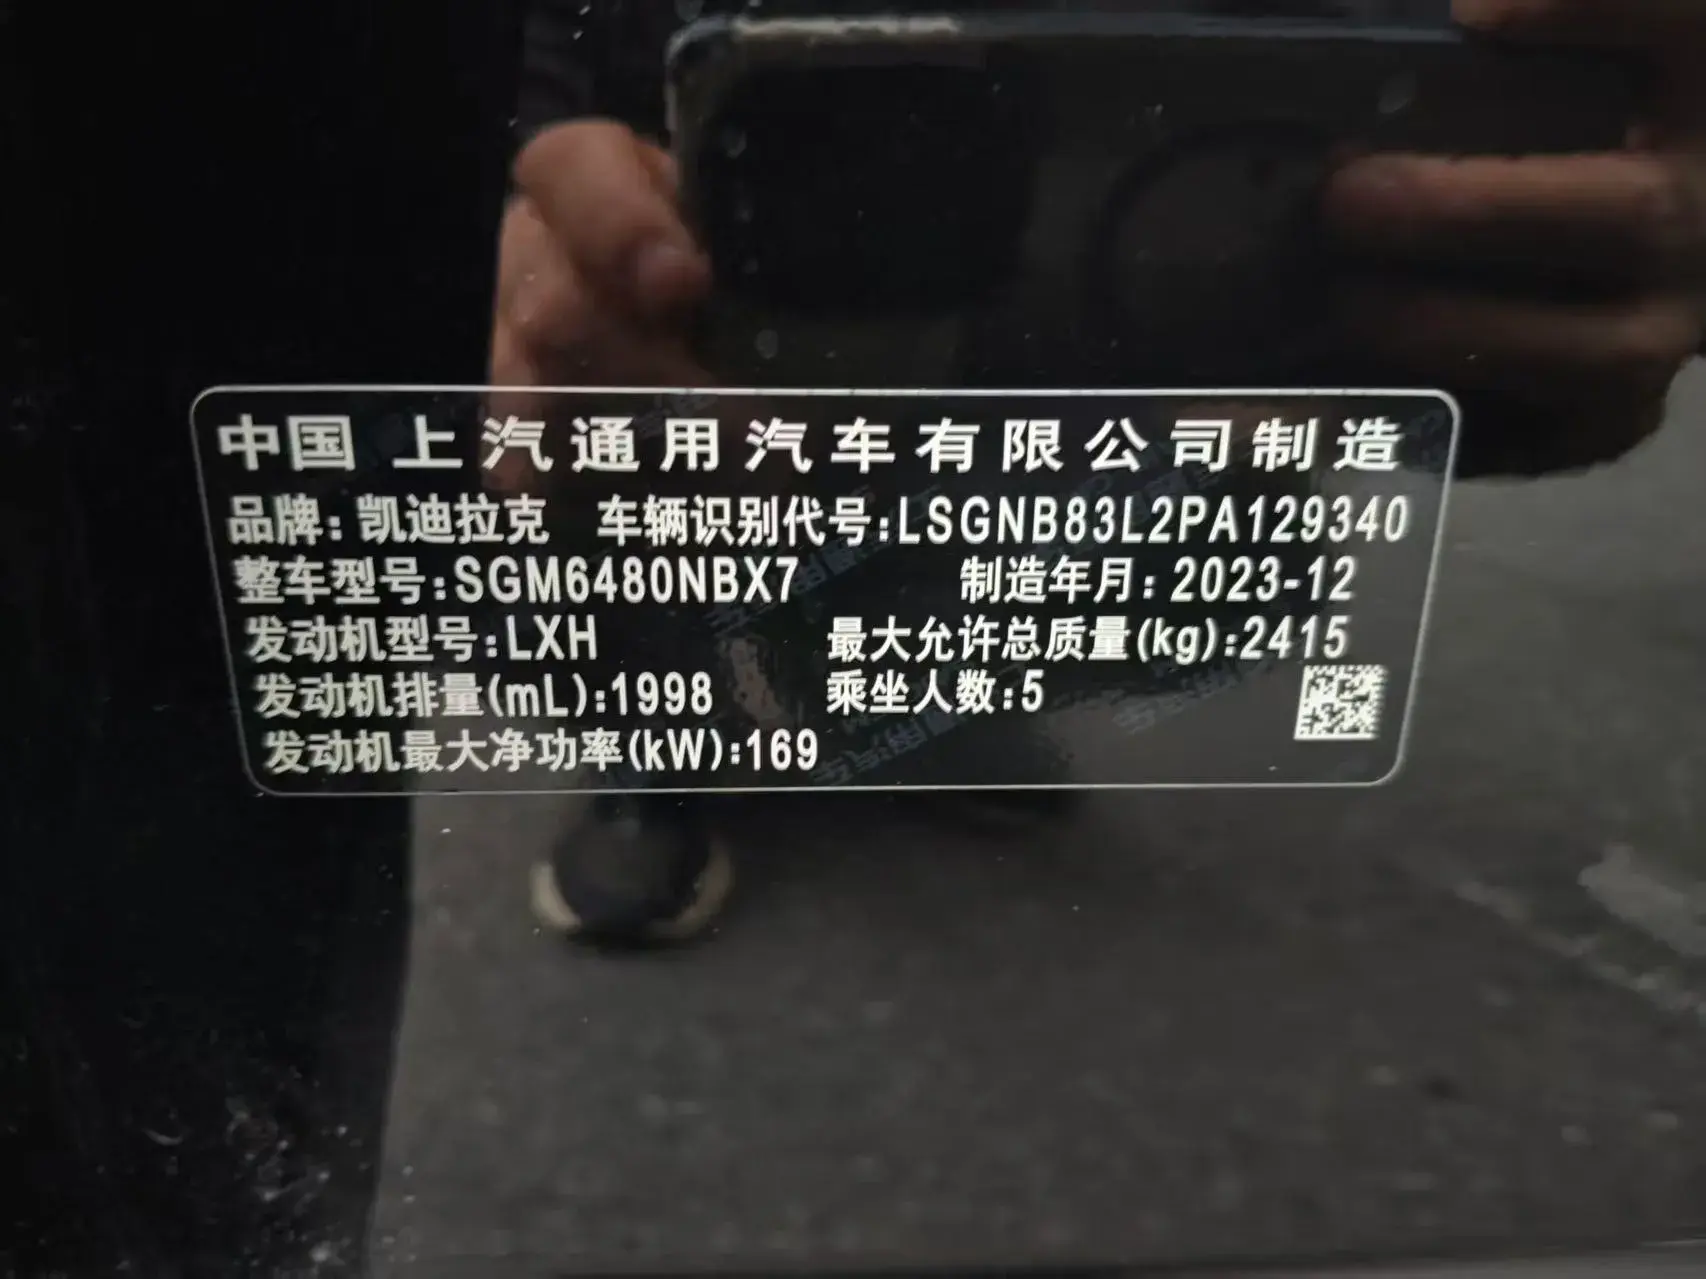 中国 上汽通用汽车有限公司制造
品牌:凯迪拉克 车辆识别代号:LSGNB83L2PA129340
整车型号:SGM6480NBX7 制造年月:2023-12
发动机型号:LXH 最大允许总质量(kg):2415
发动机排量(mL):1998 乘坐人数:5
发动机最大净功率(kW):169